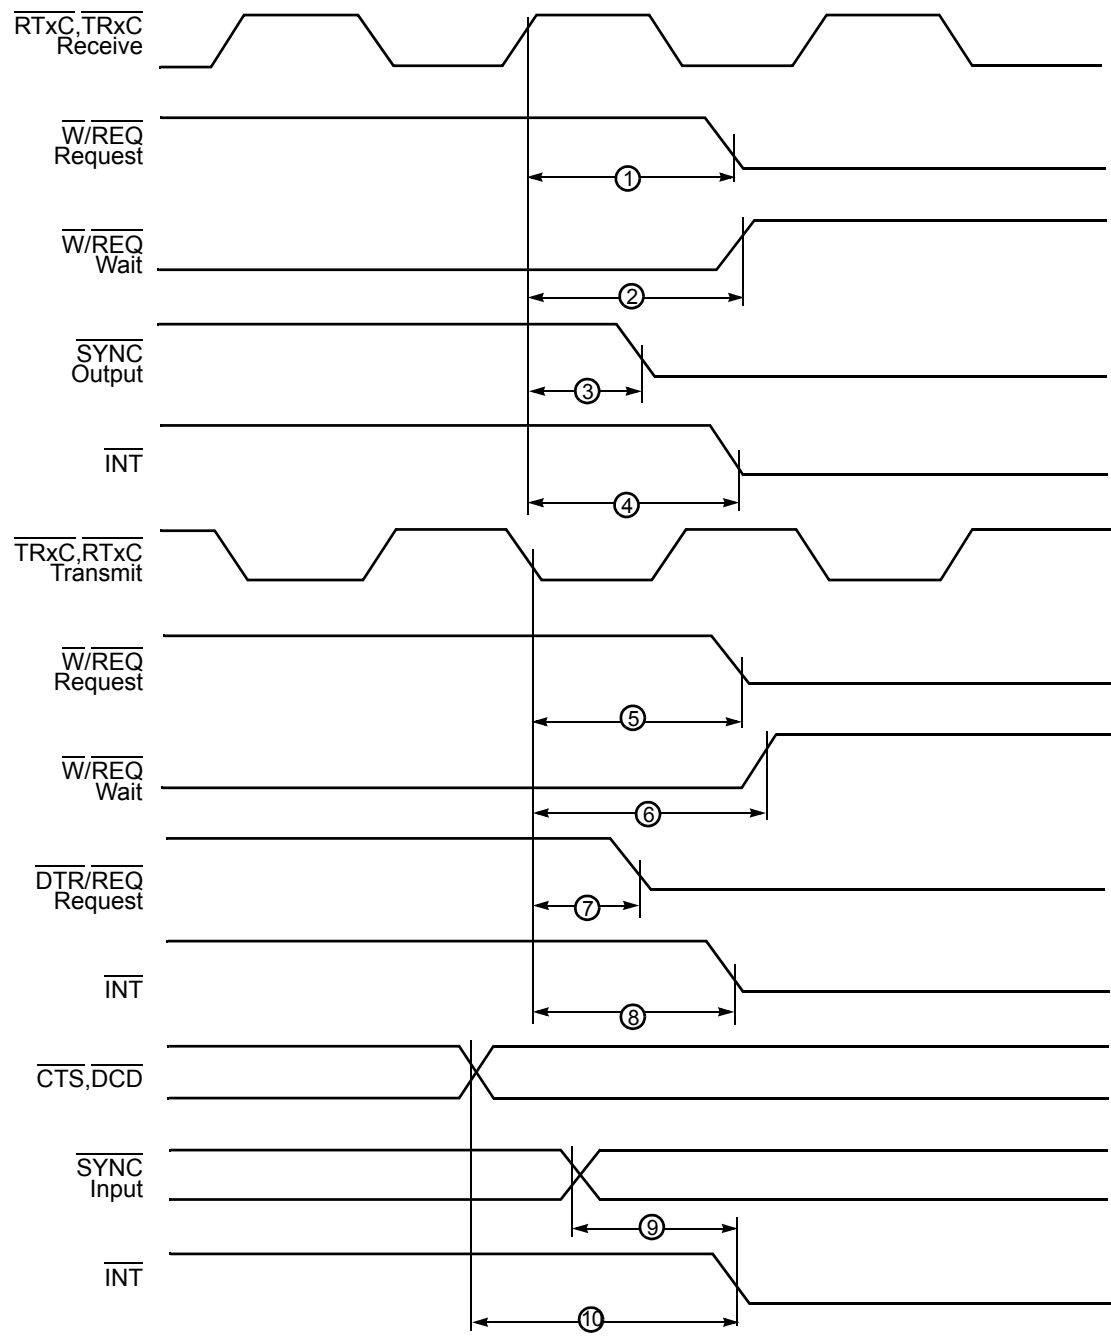 RTxC,TRxC
Receive
W/REQ
Request
1
W/REQ
Wait
2
SYNC
Output
3
INT
4
TRxC,RTxC
Transmit
W/REQ
Request
5
W/REQ
Wait
6
DTR/REQ
Request
7
INT
8
CTS,DCD
SYNC
Input
9
INT
10